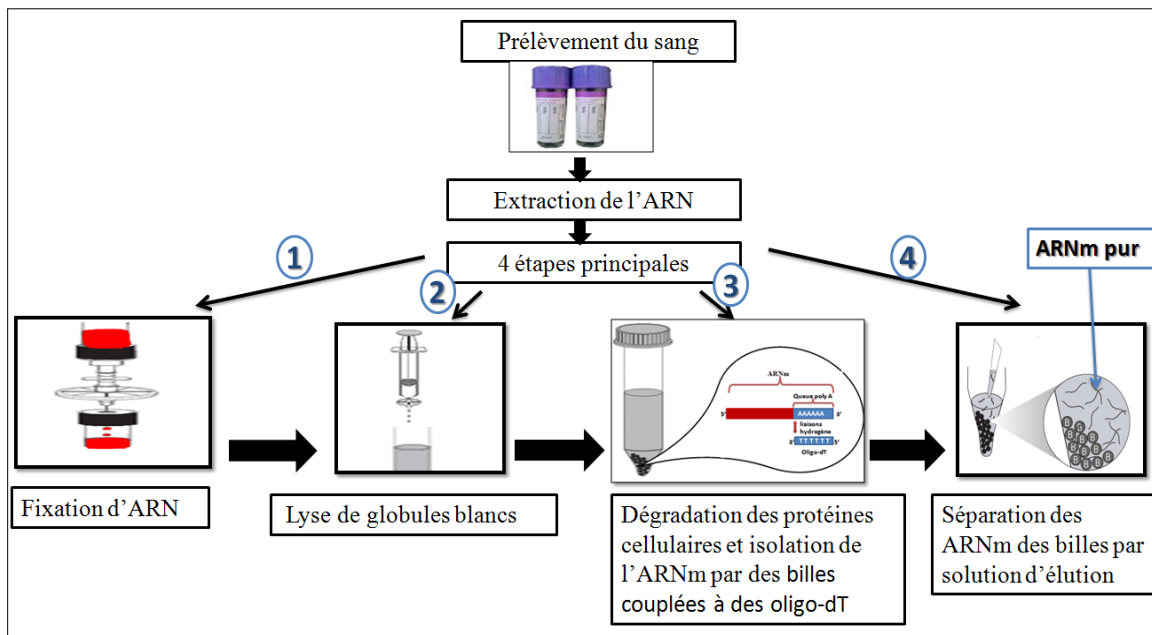 Prélèvement du sang
Extraction de l'ARN
4 étapes principales
1
2
3
4
ARNm pur
ARNm
Queue poly A
5' AAAAAA 3'
liaisons
hydrogène
3' TTTTTT 5'
Oligo-dT
B
B
B
B
B
B
B
B
B
B
B
Fixation d'ARN
Lyse de globules blancs
Dégradation des protéines
cellulaires et isolation de
l'ARNm par des billes
couplées à des oligo-dT
Séparation des
ARNm des billes par
solution d'élution